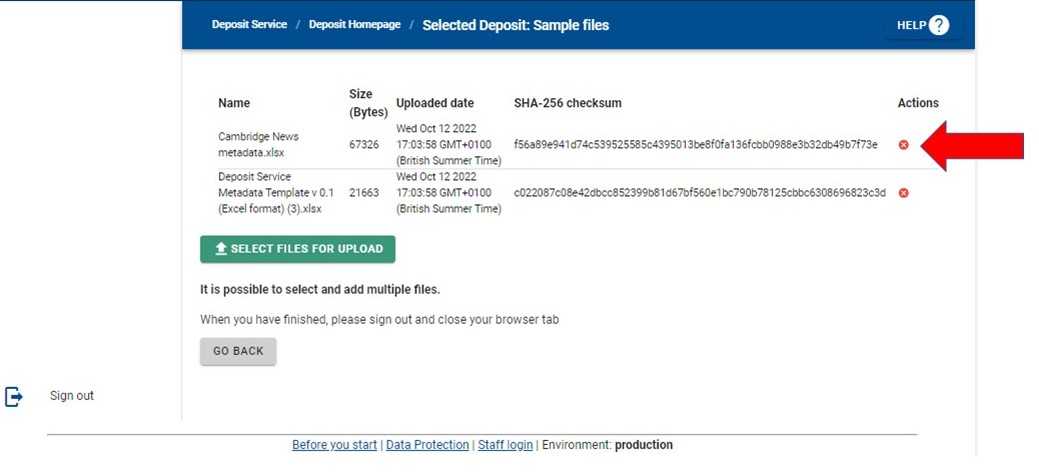 Deposit Service / Deposit Homepage / Selected Deposit: Sample files
HELP ?
Name Size (Bytes) Uploaded date SHA-256 checksum Actions
Cambridge News metadata.xlsx 67326 Wed Oct 12 2022 17:03:58 GMT+0100 (British Summer Time) f56a89e941d74c539525585c4395013be8f0fa136fcbb0988e3b32db49b7f73e
Deposit Service Metadata Template v 0.1 (Excel format) (3).xlsx 21663 Wed Oct 12 2022 17:03:58 GMT+0100 (British Summer Time) c022087c08e42dbcc852399b81d67bf560e1bc790b78125cbbc6308696823c3d
SELECT FILES FOR UPLOAD
It is possible to select and add multiple files.
When you have finished, please sign out and close your browser tab
GO BACK
Sign out
Before you start | Data Protection | Staff login | Environment: production